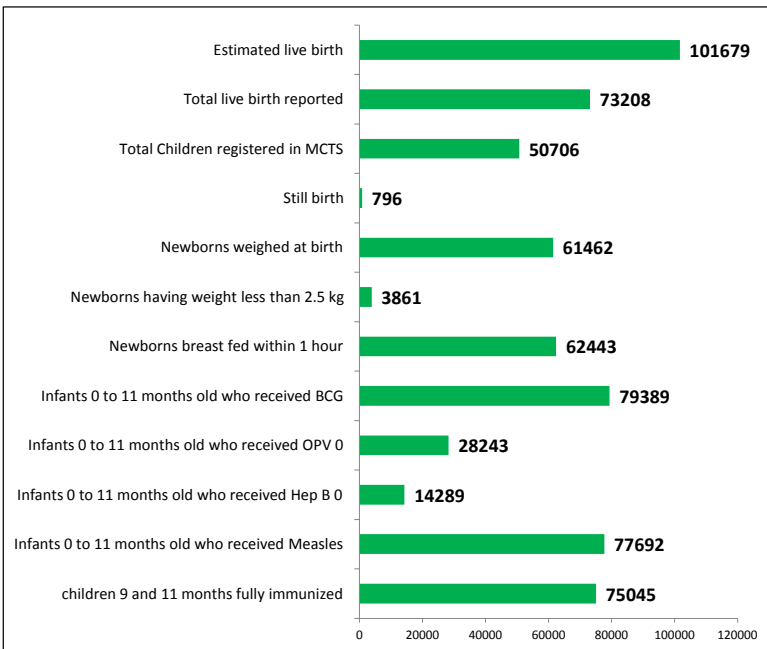 Estimated live birth 101679
Total live birth reported 73208
Total Children registered in MCTS 50706
Still birth 796
Newborns weighed at birth 61462
Newborns having weight less than 2.5 kg 3861
Newborns breast fed within 1 hour 62443
Infants 0 to 11 months old who received BCG 79389
Infants 0 to 11 months old who received OPV 0 28243
Infants 0 to 11 months old who received Hep B 0 14289
Infants 0 to 11 months old who received Measles 77692
children 9 and 11 months fully immunized 75045
0 20000 40000 60000 80000 100000 120000